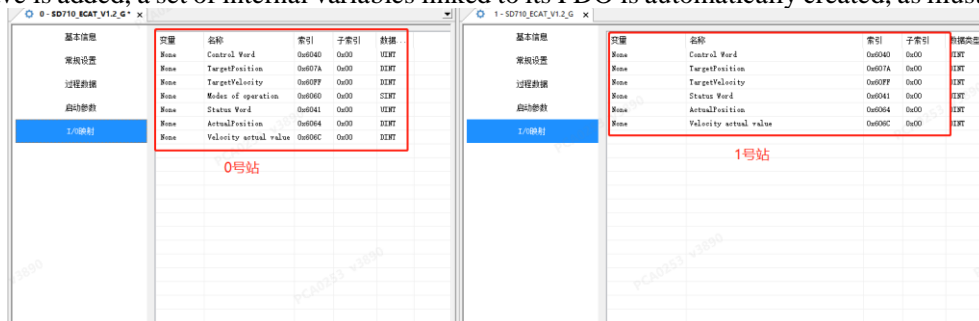 ve is added, a set of internal variables linked to its PDO is automatically created, as illust
0 - SD710_ECAT_V1.2_G* x
基本信息
常规设置
过程数据
启动参数
I/O映射
变量 名称 索引 子索引 数据...
None Control Word 0x6040 0x00 UINT
None TargetPosition 0x607A 0x00 DINT
None TargetVelocity 0x60FF 0x00 DINT
None Modes of operation 0x6060 0x00 SINT
None Status Word 0x6041 0x00 UINT
None ActualPosition 0x6064 0x00 DINT
None Velocity actual value 0x606C 0x00 DINT
0号站
1 - SD710_ECAT_V1.2_G x
基本信息
常规设置
过程数据
启动参数
I/O映射
变量 名称 索引 子索引 数据类型
None Control Word 0x6040 0x00 UINT
None TargetPosition 0x607A 0x00 DINT
None TargetVelocity 0x60FF 0x00 DINT
None Status Word 0x6041 0x00 UINT
None ActualPosition 0x6064 0x00 DINT
None Velocity actual value 0x606C 0x00 DINT
1号站
PCA0253 v3890